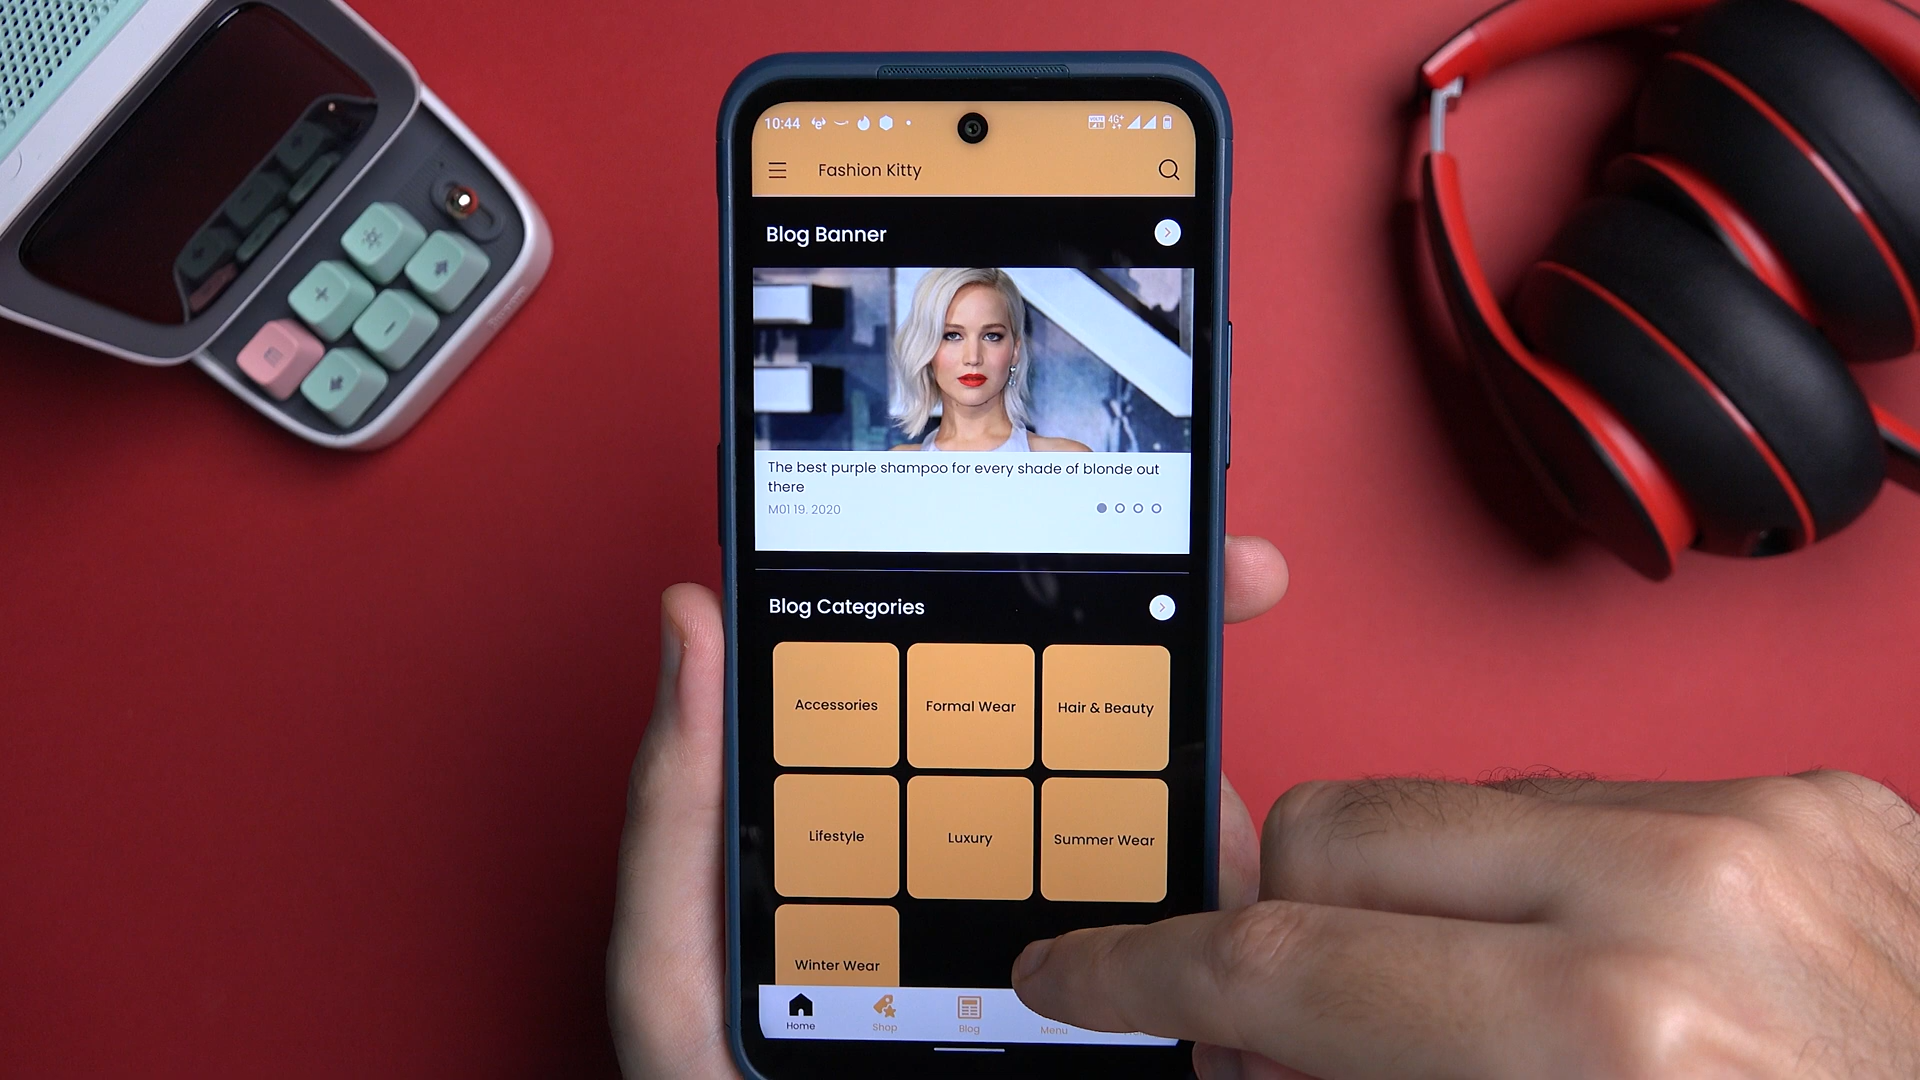 10:44
4G+
Fashion Kitty
Blog Banner
The best purple shampoo for every shade of blonde out
there
M01 19. 2020
Blog Categories
Accessories
Formal Wear
Hair & Beauty
Lifestyle
Luxury
Summer Wear
Winter Wear
Home
Shop
Blog
Menu